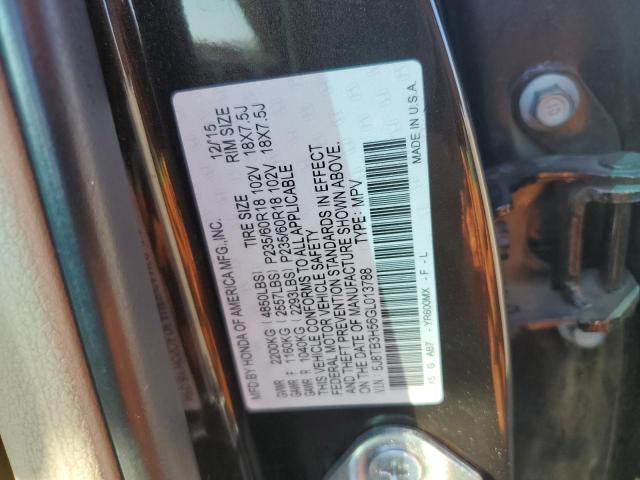 MFD.BY HONDA OF AMERICA MFG.,INC. 12/15
TIRE SIZE RIM SIZE
GVWR 2200KG (4850LBS) P235/60R18 102V 18X7.5J
GAWR F 1160KG (2557LBS) P235/60R18 102V 18X7.5J
GAWR R 1040KG (2293LBS)
THIS VEHICLE CONFORMS TO ALL APPLICABLE
FEDERAL MOTOR VEHICLE SAFETY
AND THEFT PREVENTION STANDARDS IN EFFECT
ON THE DATE OF MANUFACTURE SHOWN ABOVE.
V.I.N: 5J8TB3H56GL013788 TYPE: MPV
YR600MX - F - L MADE IN U.S.A.